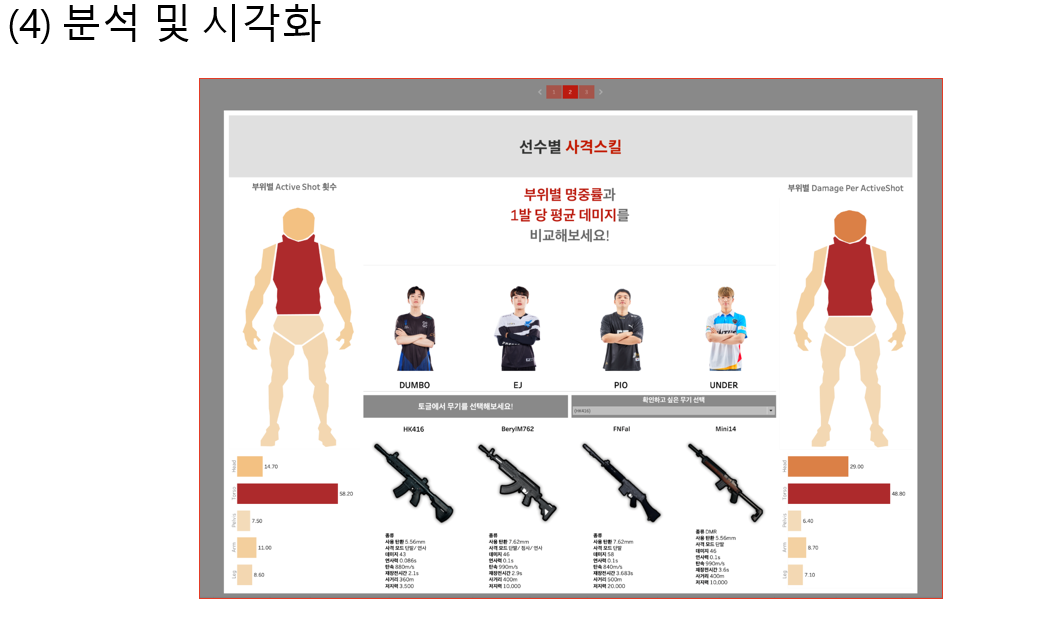 (4) 분석 및 시각화
1 2 3
선수별 사격스킬
부위별 Active Shot 횟수
부위별 명중률과
1발 당 평균 데미지를
비교해보세요!
부위별 Damage Per ActiveShot
DUMBO EJ PIO UNDER
토글에서 무기를 선택해보세요!
확인하고 싶은 무기 선택
(HK416)
HK416 BerylM762 FNFal Mini14
Head 14.70
Torso 58.20
Pelvis 7.50
Arm 11.00
Leg 8.60
종류
사용 탄환 5.56mm
사격 모드 단발/ 연사
데미지 43
연사력 0.086s
탄속 880m/s
재장전시간 2.1s
사거리 360m
저지력 3,500
종류
사용 탄환 7.62mm
사격 모드 단발/ 점사/ 연사
데미지 46
연사력 0.1s
탄속 990m/s
재장전시간 2.9s
사거리 400m
저지력 10,000
종류
사용 탄환 7.62mm
사격 모드 단발
데미지 58
연사력 0.1s
탄속 840m/s
재장전시간 3.683s
사거리 500m
저지력 20,000
종류 DMR
사용 탄환 5.56mm
사격 모드 단발
데미지 46
연사력 0.1s
탄속 990m/s
재장전시간 3.6s
사거리 400m
저지력 10,000
Head 29.00
Torso 48.80
Pelvis 6.40
Arm 8.70
Leg 7.10